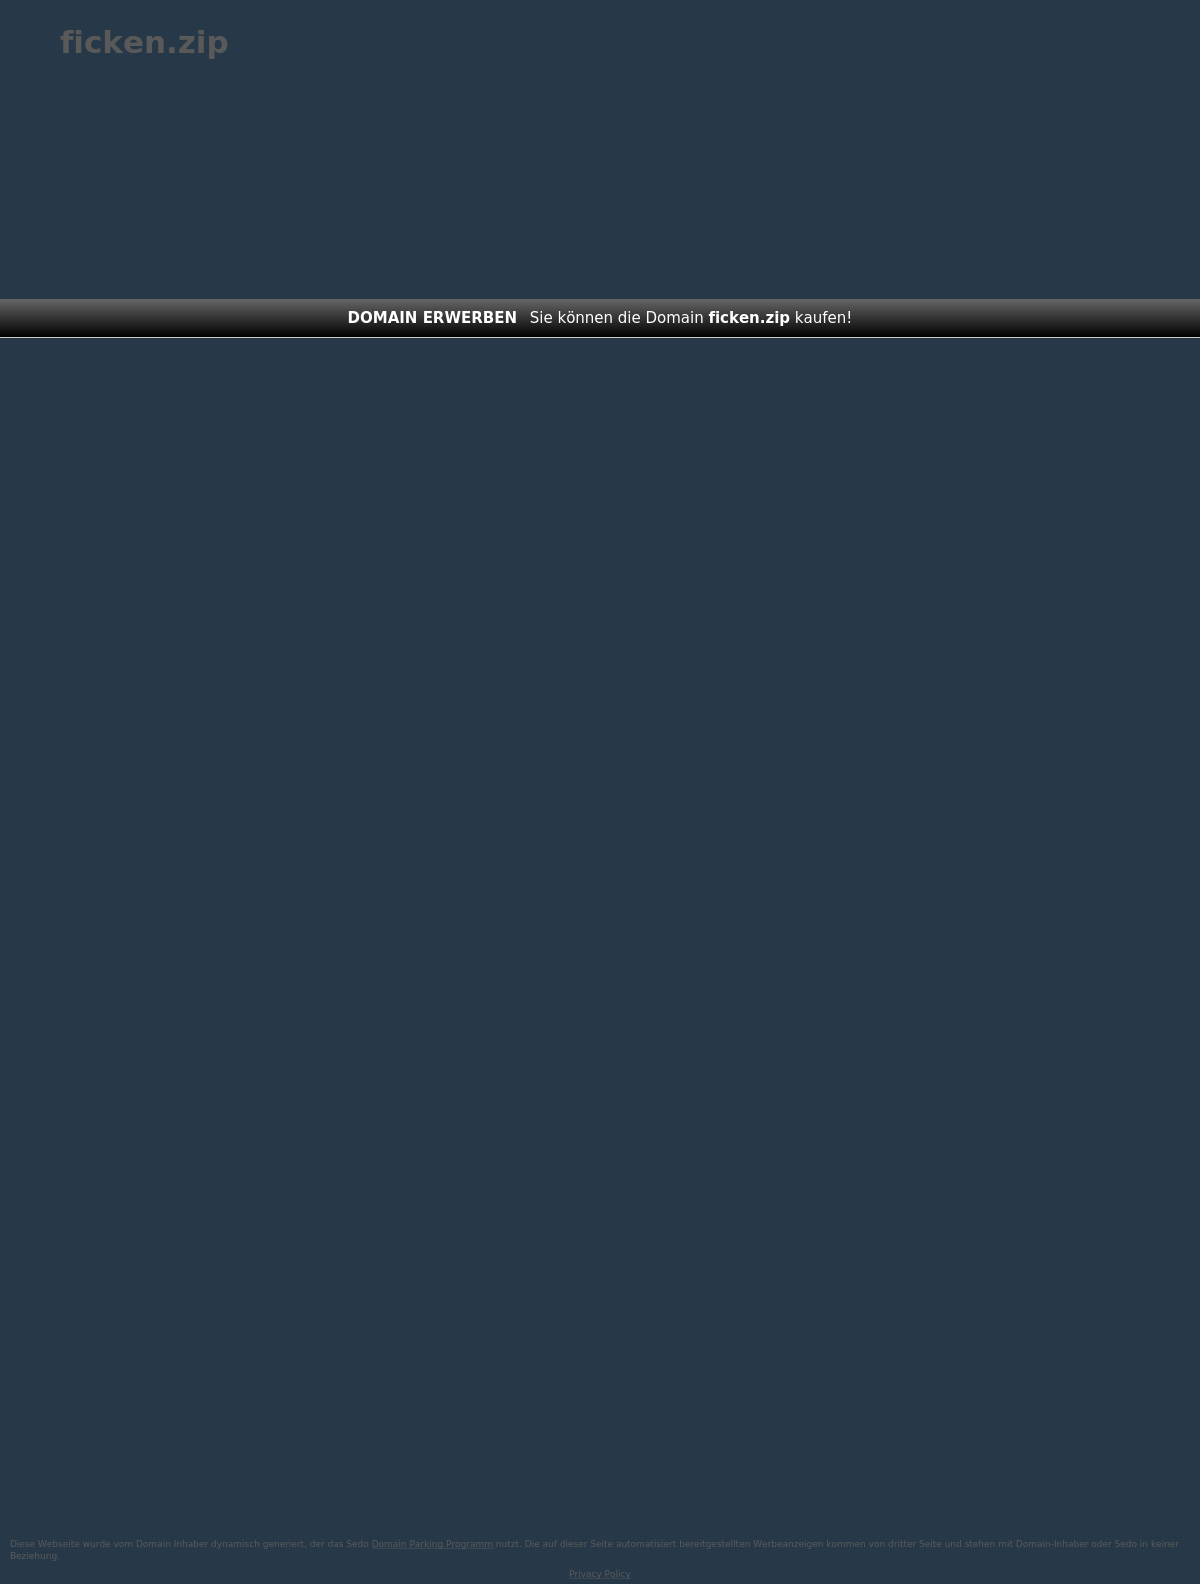 ficken.zip
DOMAIN ERWERBEN Sie können die Domain ficken.zip kaufen!
Diese Webseite wurde vom Domain Inhaber dynamisch generiert, der das Sedo Domain Parking Programm nutzt. Die auf dieser Seite automatisiert bereitgestellten Werbeanzeigen kommen von dritter Seite und stehen mit Domain-Inhaber oder Sedo in keiner
Beziehung.
Privacy Policy